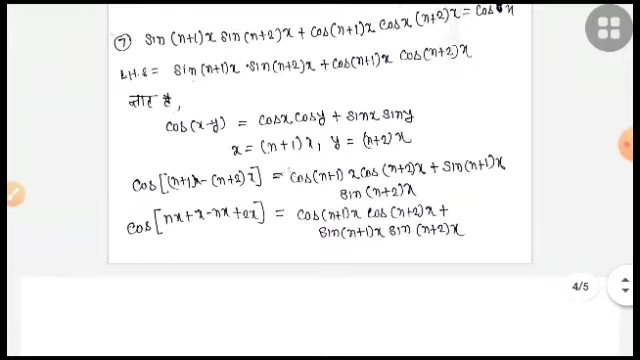 ⑦ sin(n+1)x sin(n+2)x + cos(n+1)x cosx(n+2)x = cos x
L.H.S = sin(n+1)x · sin(n+2)x + cos(n+1)x cos(n+2)x
ज्ञात है,
cos(x-y) = cosx.cosy + sinx siny
x = (n+1)x, y = (n+2)x
cos[(n+1)x - (n+2)x] = cos(n+1)x cos(n+2)x + sin(n+1)x
sin(n+2)x
cos[nx+x-nx+2x] = cos(n+1)x cos(n+2)x +
sin(n+1)x sin(n+2)x
4/5